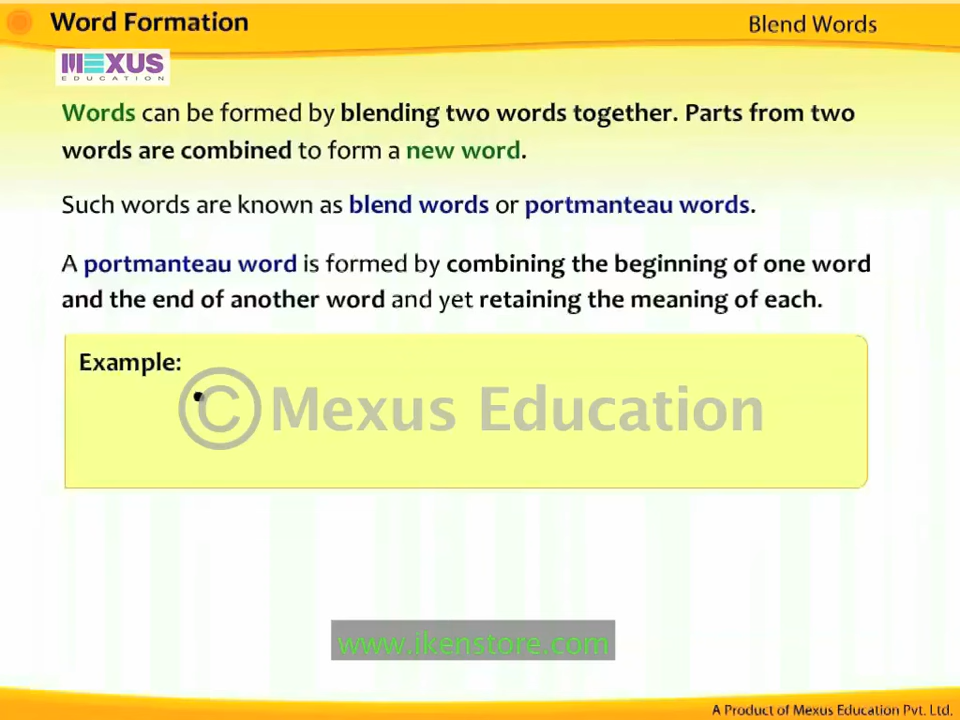 Word Formation
Blend Words
MEXUS
EDUCATION
Words can be formed by blending two words together. Parts from two
words are combined to form a new word.
Such words are known as blend words or portmanteau words.
A portmanteau word is formed by combining the beginning of one word
and the end of another word and yet retaining the meaning of each.
Example:
© Mexus Education
www.ikenstore.com
A Product of Mexus Education Pvt. Ltd.